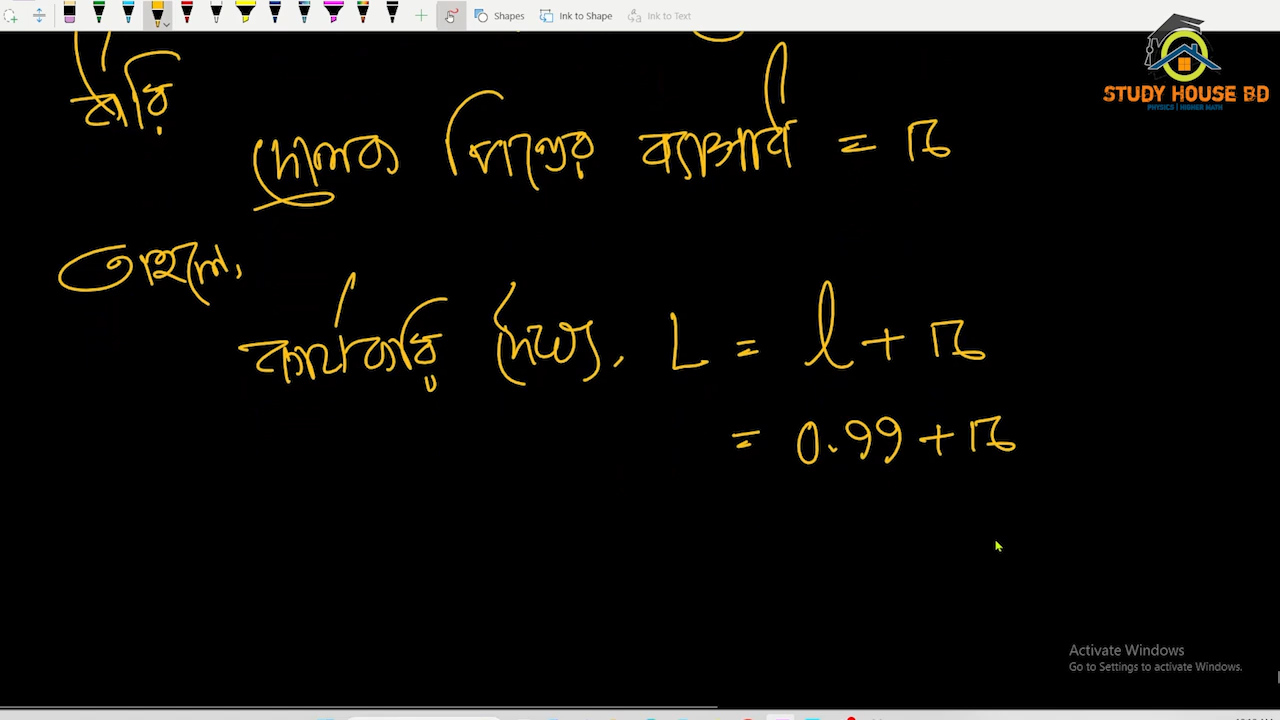 Shapes Ink to Shape Ink to Text
STUDY HOUSE BD
PHYSICS | HIGHER MATH
ধরি
দোলক পিণ্ডের ব্যাসার্ধ = r
তাহলে,
কার্যকরি দৈর্ঘ্য, L = l + r
= 0.99 + r
Activate Windows
Go to Settings to activate Windows.